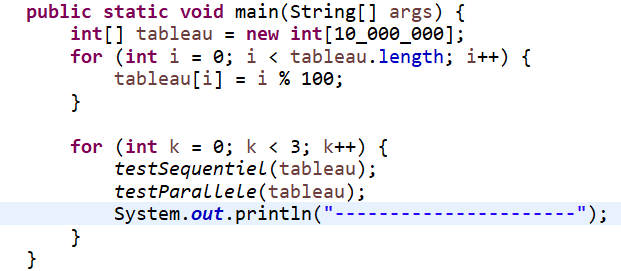 public static void main(String[] args) {
    int[] tableau = new int[10_000_000];
    for (int i = 0; i < tableau.length; i++) {
        tableau[i] = i % 100;
    }

    for (int k = 0; k < 3; k++) {
        testSequentiel(tableau);
        testParallele(tableau);
        System.out.println("----------------------");
    }
}